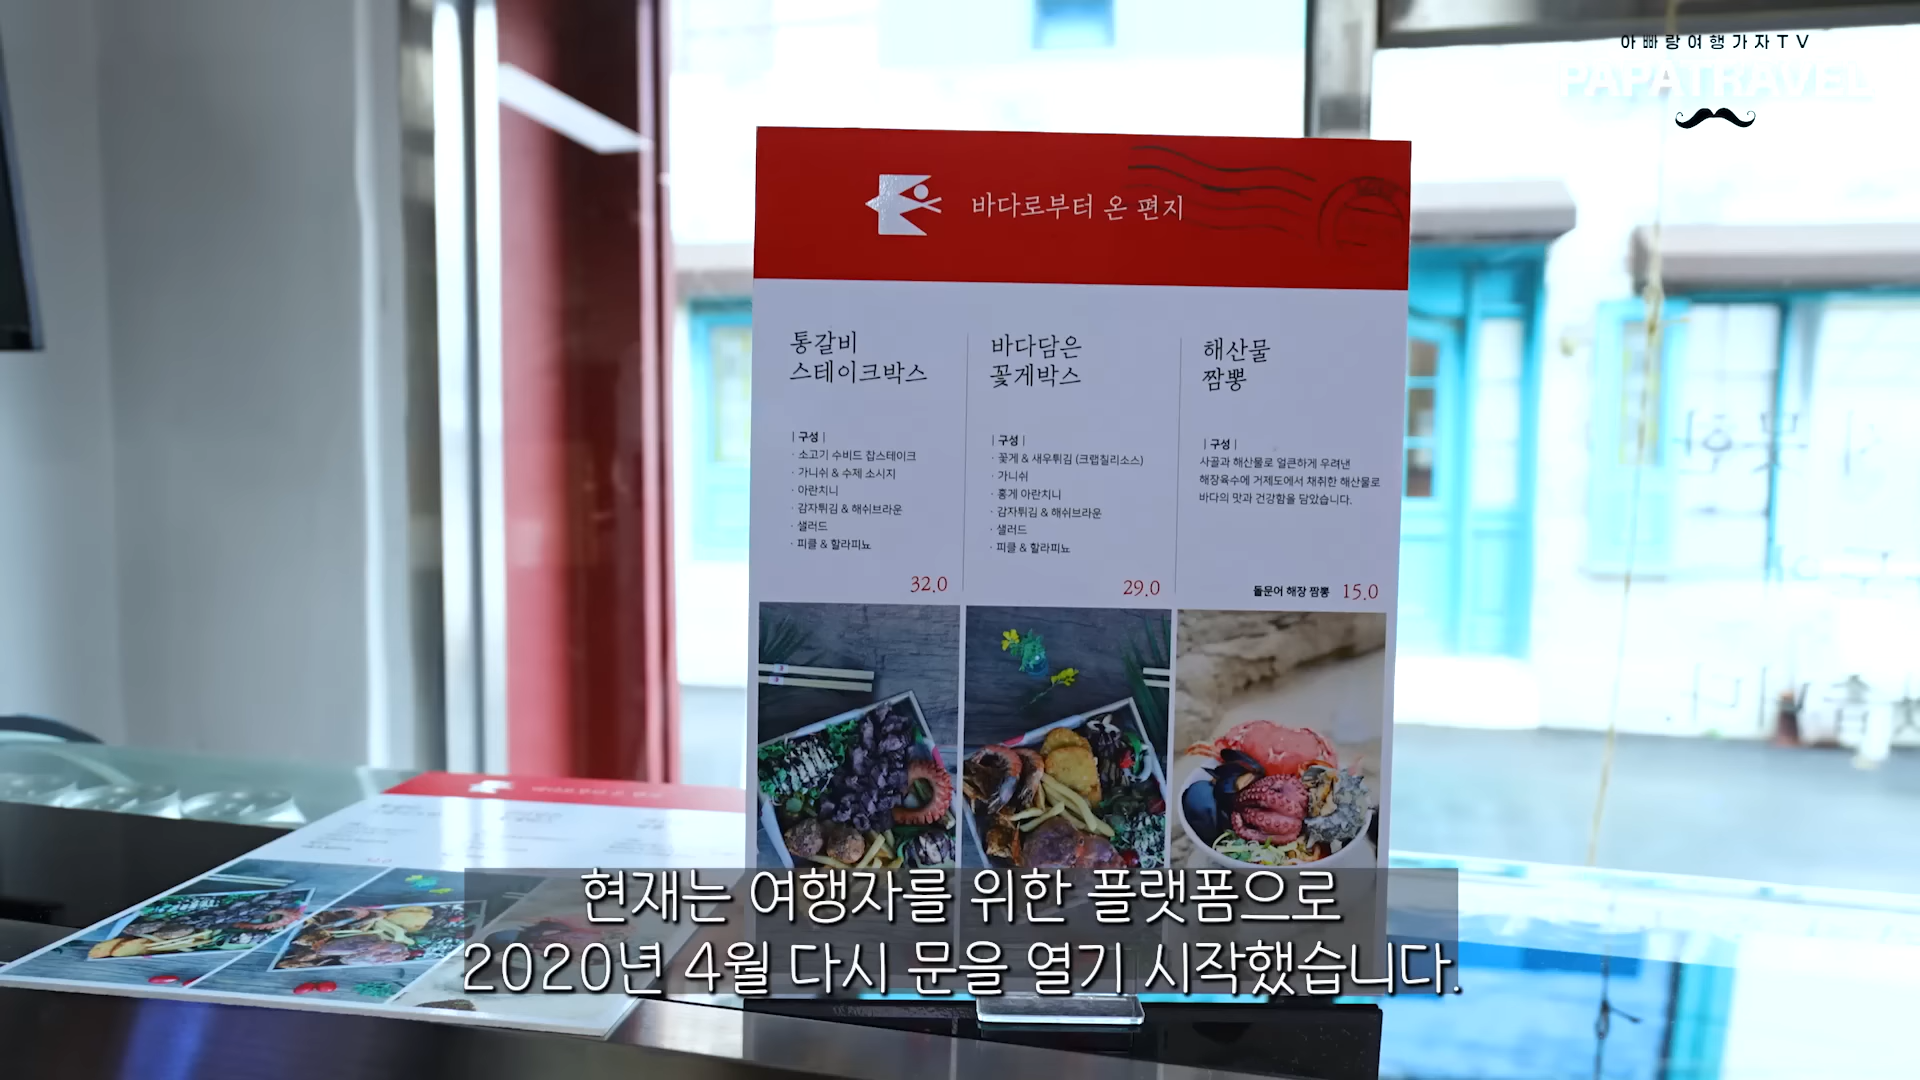 아빠랑여행가자TV
PAPATRAVEL
바다로부터 온 편지
통갈비
스테이크박스
| 구성 |
· 소고기 수비드 찹스테이크
· 가니쉬 & 수제 소시지
· 아란치니
· 감자튀김 & 해쉬브라운
· 샐러드
· 피클 & 할라피뇨
32.0
바다담은
꽃게박스
| 구성 |
· 꽃게 & 새우튀김 (크랩칠리소스)
· 가니쉬
· 홍게 아란치니
· 감자튀김 & 해쉬브라운
· 샐러드
· 피클 & 할라피뇨
29.0
해산물
짬뽕
| 구성 |
사골과 해산물로 얼큰하게 우려낸
해장육수에 거제도에서 채취한 해산물로
바다의 맛과 건강함을 담았습니다.
돌문어 해장 짬뽕 15.0
현재는 여행자를 위한 플랫폼으로
2020년 4월 다시 문을 열기 시작했습니다.